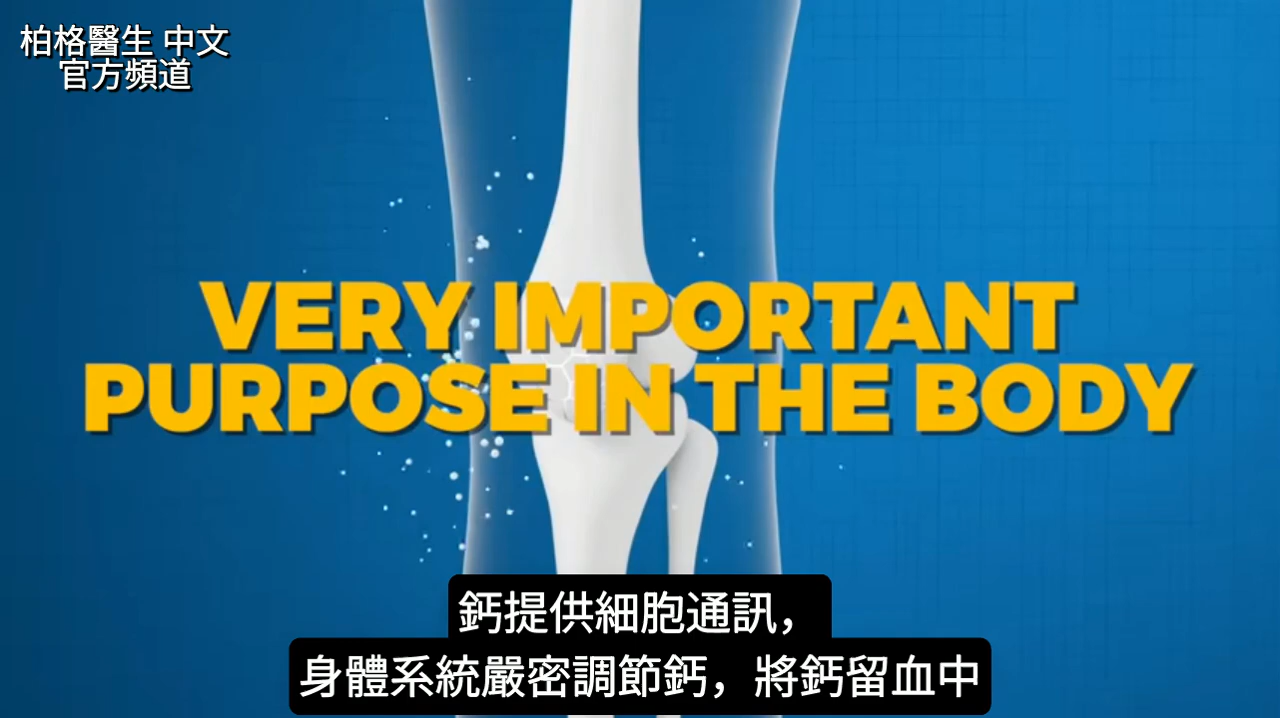 柏格醫生 中文
官方頻道
VERY IMPORTANT
PURPOSE IN THE BODY
鈣提供細胞通訊，
身體系統嚴密調節鈣，將鈣留血中